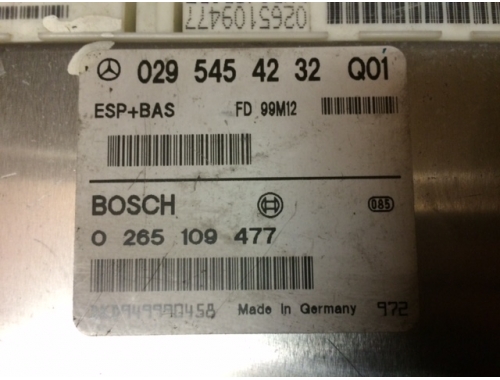 0265109477
029 545 42 32 Q01
ESP+BAS FD 99M12
BOSCH 085
0 265 109 477
Made in Germany 972